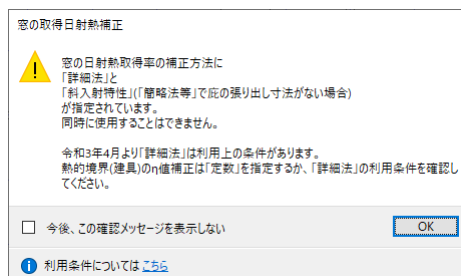 窓の取得日射熱補正
窓の日射熱取得率の補正方法に
「詳細法」と
「斜入射特性」(「簡略法等」で庇の張り出し寸法がない場合)
が指定されています。
同時に使用することはできません。
令和3年4月より「詳細法」は利用上の条件があります。
熱的境界(建具)のη値補正は「定数」を指定するか、「詳細法」の利用条件を確認し
てください。
今後、この確認メッセージを表示しない
OK
利用条件については こちら